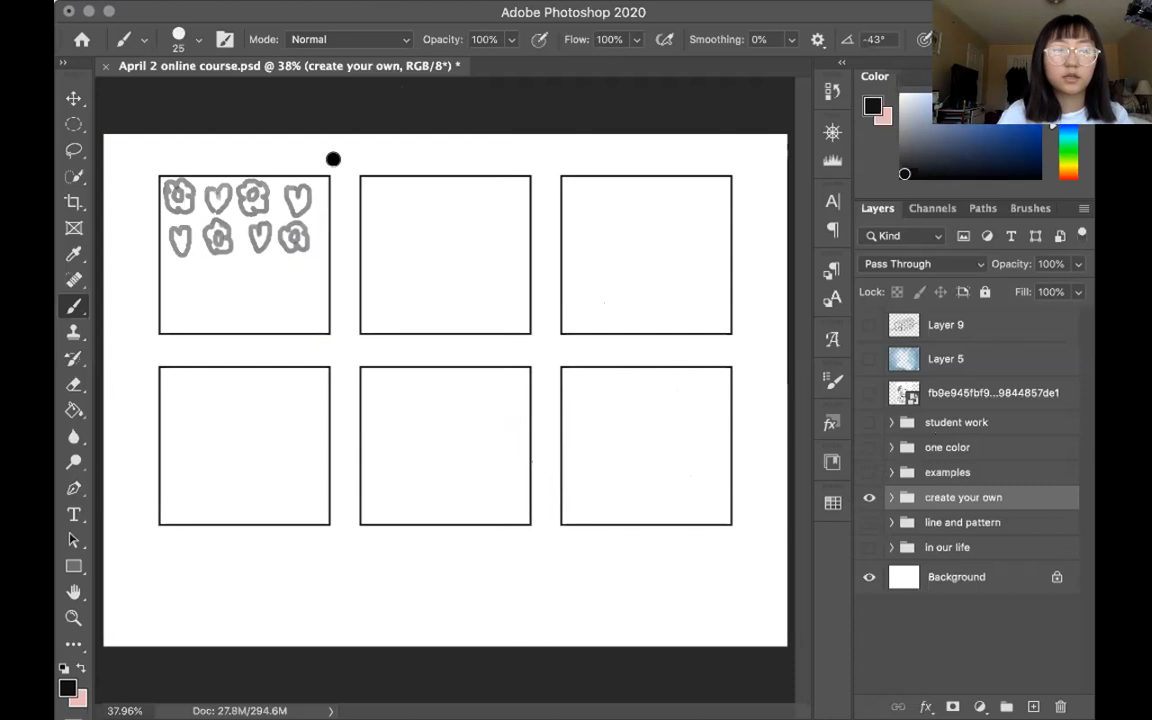 Adobe Photoshop 2020
25
Mode: Normal
Opacity: 100%
Flow: 100%
Smoothing: 0%
-43°
April 2 online course.psd @ 38% (create your own, RGB/8*) *
Color
Layers
Channels
Paths
Brushes
Kind
Pass Through
Opacity: 100%
Lock:
Fill: 100%
Layer 9
Layer 5
fb9e945fbf9...9844857de1
student work
one color
examples
create your own
line and pattern
in our life
Background
37.96%
Doc: 27.8M/294.6M